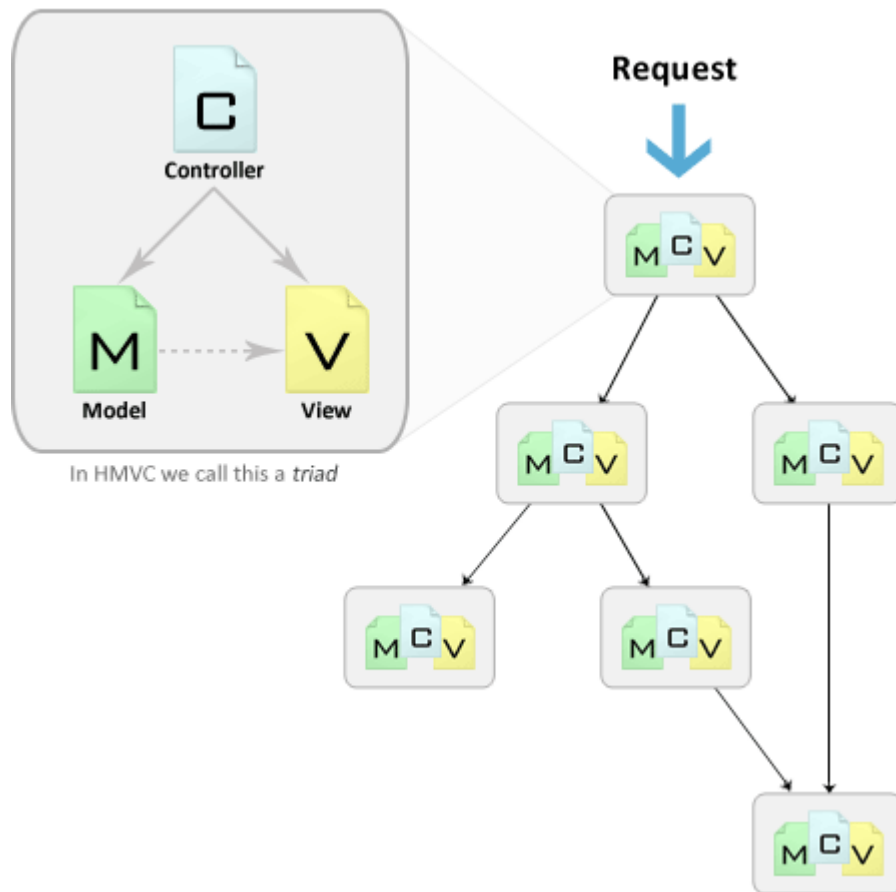 C
Controller
M
Model
V
View
In HMVC we call this a triad
Request
M C V
M C V
M C V
M C V
M C V
M C V